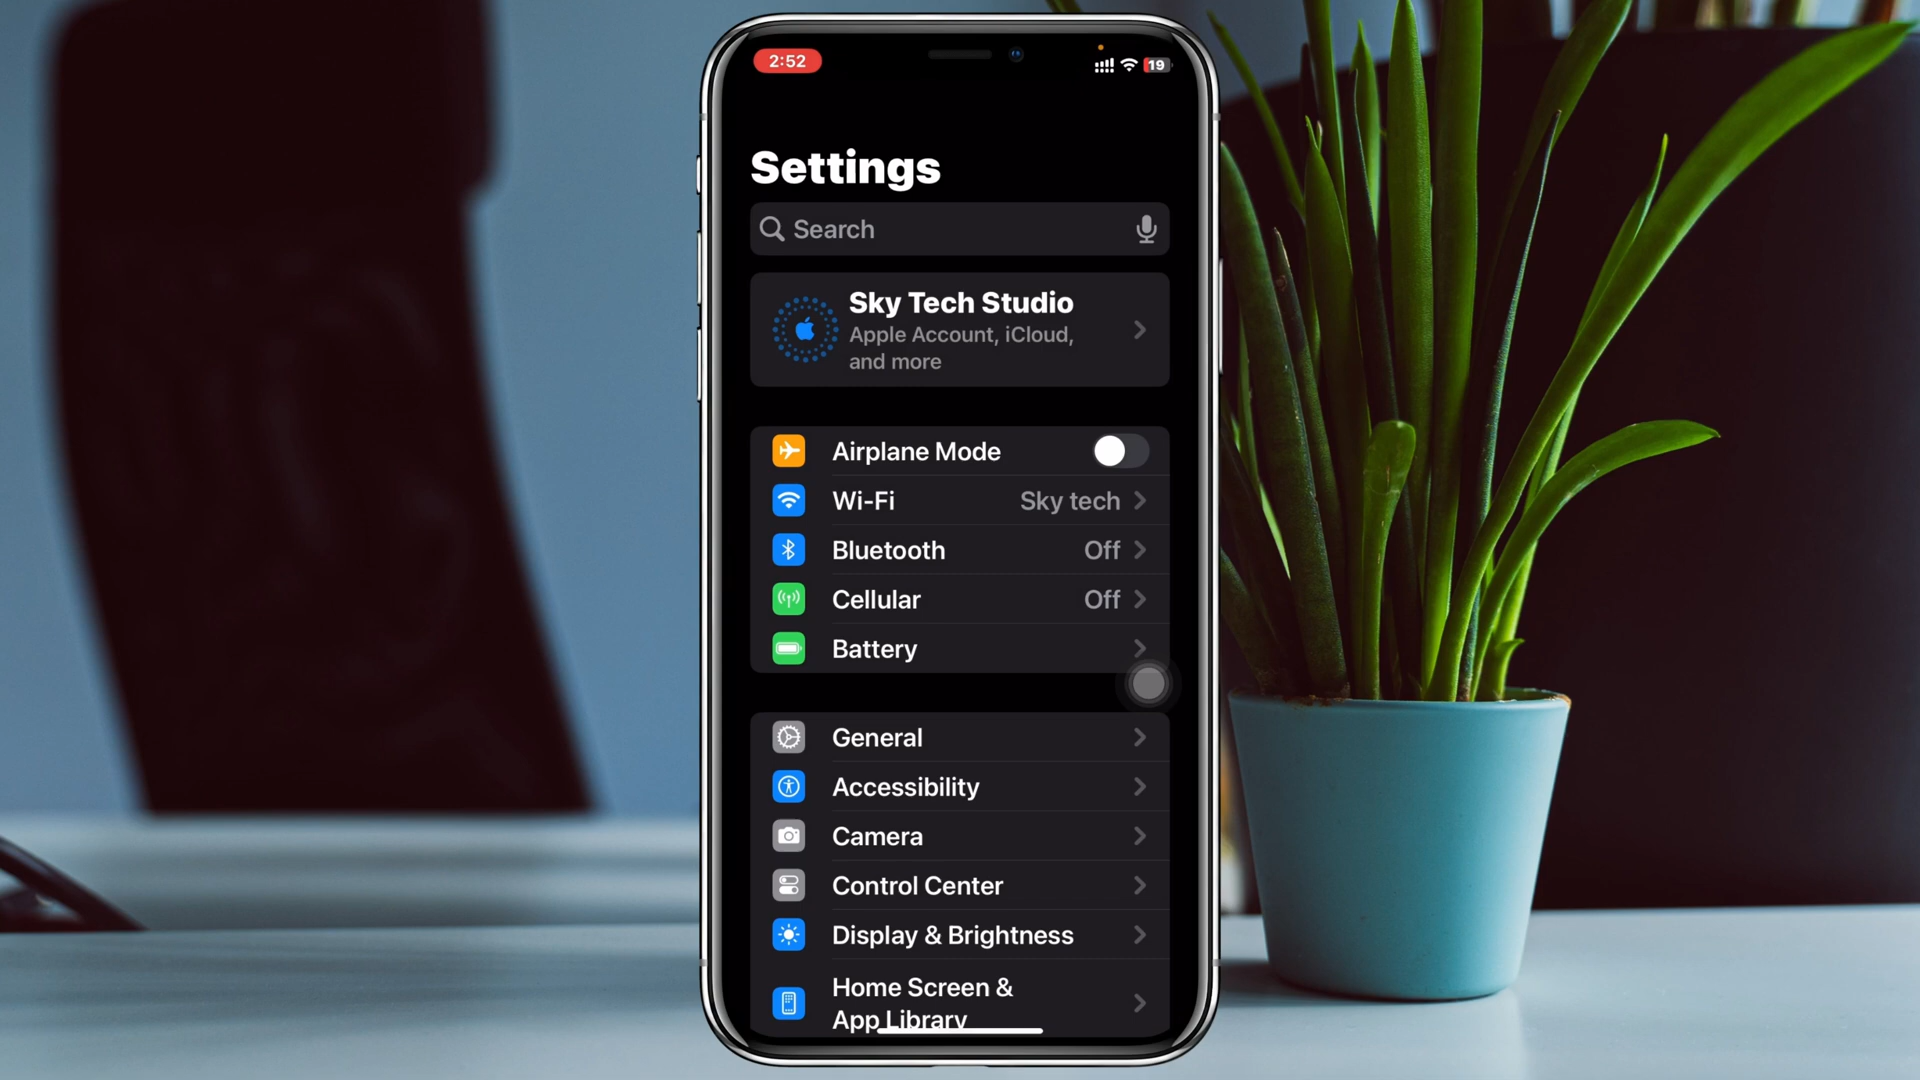 2:52
19
Settings
Search
Sky Tech Studio
Apple Account, iCloud,
and more
Airplane Mode
Wi-Fi Sky tech
Bluetooth Off
Cellular Off
Battery
General
Accessibility
Camera
Control Center
Display & Brightness
Home Screen &
App Library